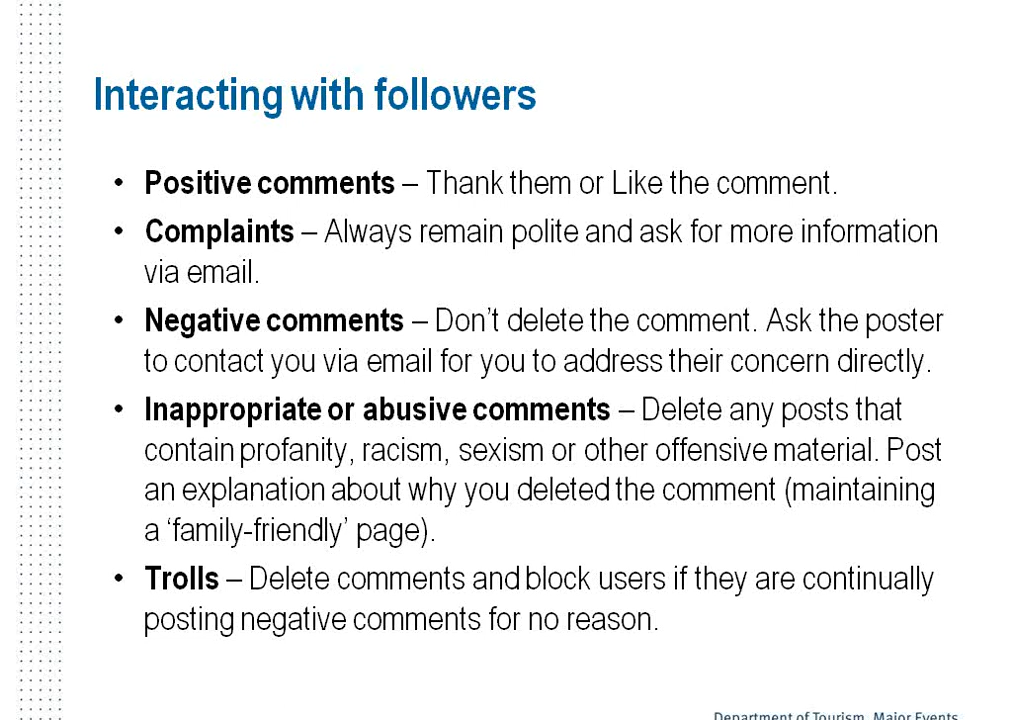 Interacting with followers
• Positive comments – Thank them or Like the comment.
• Complaints – Always remain polite and ask for more information
via email.
• Negative comments – Don’t delete the comment. Ask the poster
to contact you via email for you to address their concern directly.
• Inappropriate or abusive comments – Delete any posts that
contain profanity, racism, sexism or other offensive material. Post
an explanation about why you deleted the comment (maintaining
a ‘family-friendly’ page).
• Trolls – Delete comments and block users if they are continually
posting negative comments for no reason.
Department of Tourism, Major Events